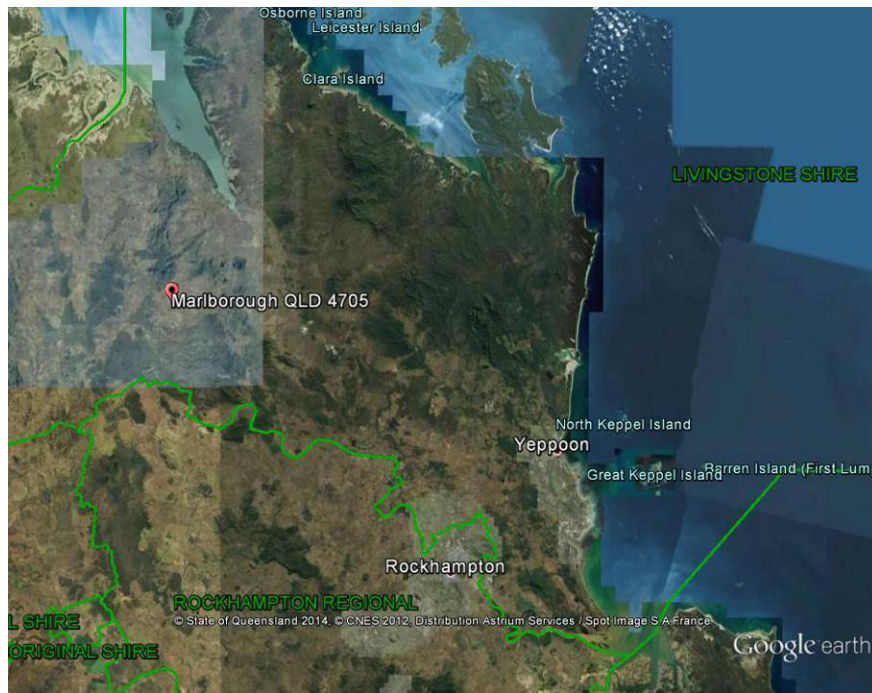 Osborne Island
Leicester Island
Clara Island
LIVINGSTONE SHIRE
Marlborough QLD 4705
North Keppel Island
Yeppoon
Barren Island (First Lum
Great Keppel Island
Rockhampton
ROCKHAMPTON REGIONAL
L SHIRE
© State of Queensland 2014, © CNES 2012, Distribution Astrium Services / Spot Image S.A France.
ORIGINAL SHIRE
Google earth